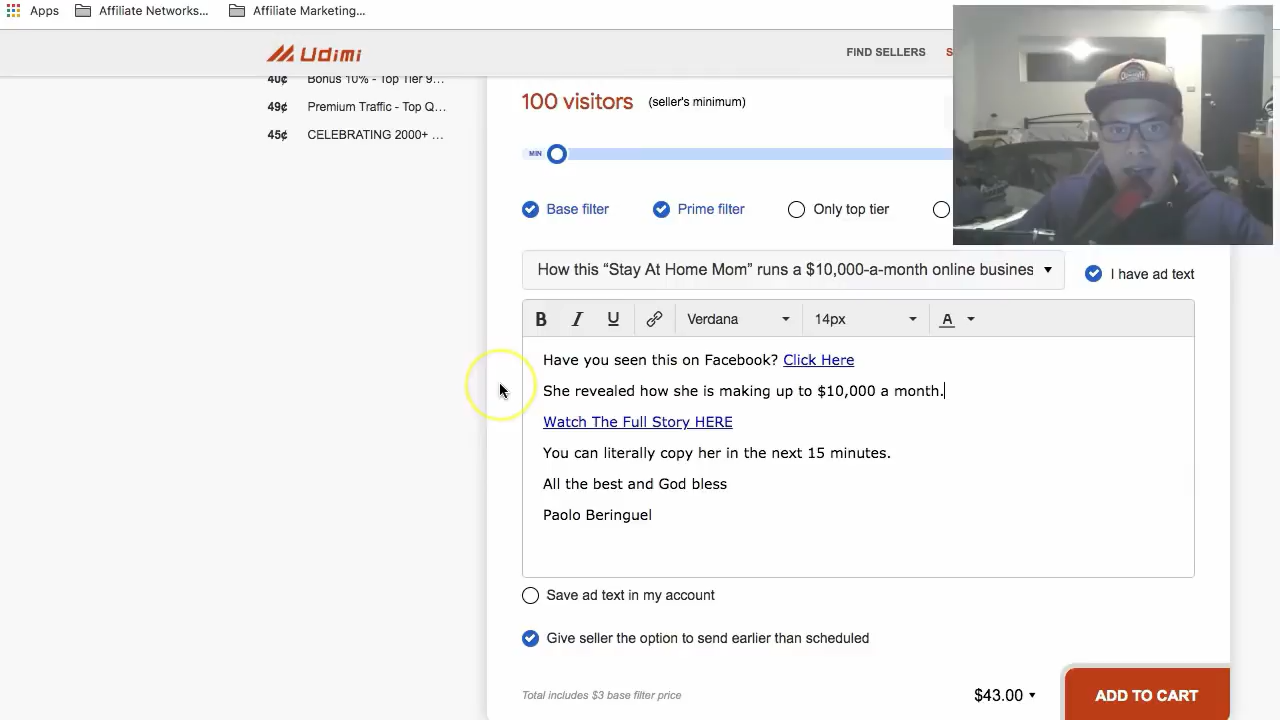 Apps
Affiliate Networks...
Affiliate Marketing...
Udimi
FIND SELLERS
S
40¢ Bonus 10% - Top Tier 9...
49¢ Premium Traffic - Top Q...
45¢ CELEBRATING 2000+ ...
100 visitors (seller's minimum)
MIN
Base filter
Prime filter
Only top tier
How this “Stay At Home Mom” runs a $10,000-a-month online busines
I have ad text
B I U Verdana 14px A
Have you seen this on Facebook? Click Here
She revealed how she is making up to $10,000 a month.
Watch The Full Story HERE
You can literally copy her in the next 15 minutes.
All the best and God bless
Paolo Beringuel
Save ad text in my account
Give seller the option to send earlier than scheduled
Total includes $3 base filter price
$43.00
ADD TO CART